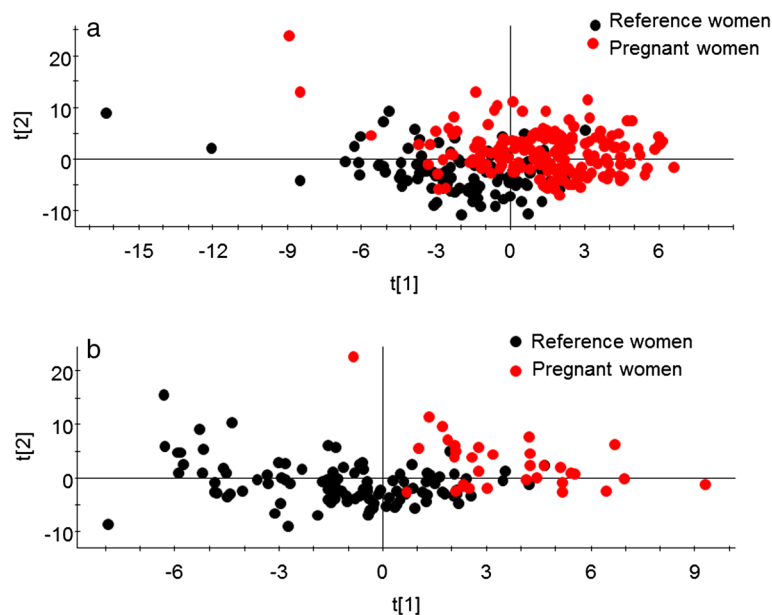 a
Reference women
Pregnant women
20
10
0
-10
t[2]
-15
-12
-9
-6
-3
0
3
6
t[1]
b
Reference women
Pregnant women
20
10
0
-10
t[2]
-6
-3
0
3
6
9
t[1]